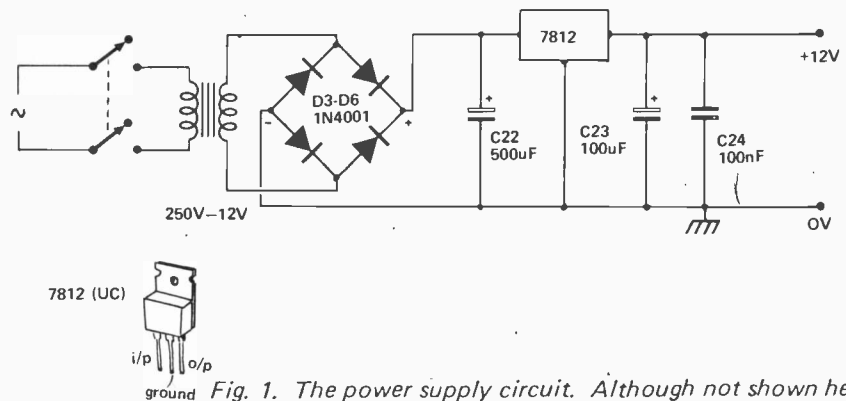 7812
+12V
D3-D6
1N4001
-
+
+
+
C22
500uF
C23
100uF
C24
100nF
250V-12V
0V
7812 (UC)
i/p
o/p
ground
Fig. 1. The power supply circuit. Although not shown he